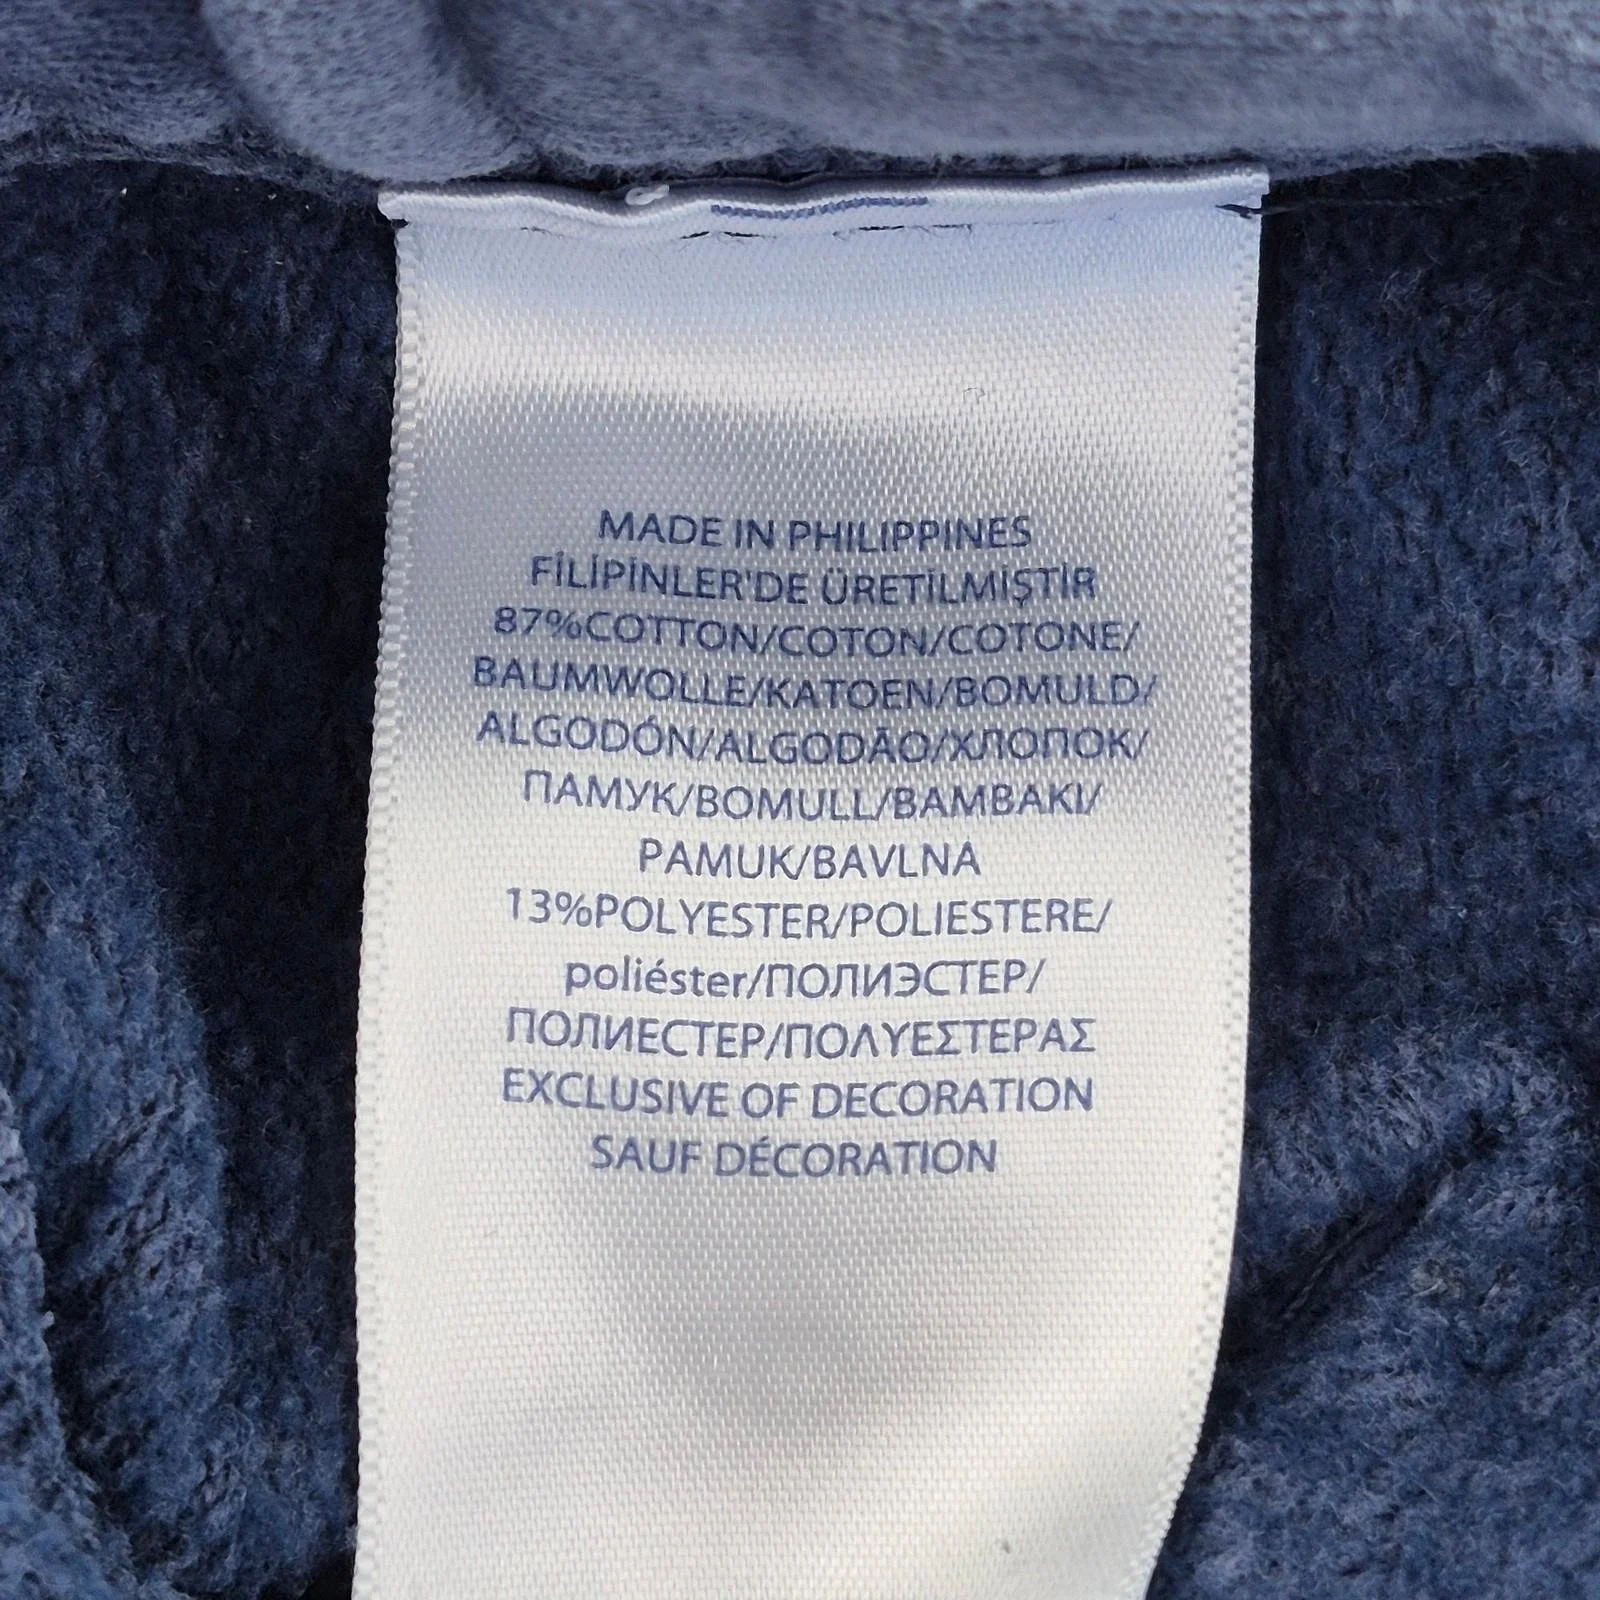 MADE IN PHILIPPINES
FİLİPİNLER'DE ÜRETİLMİŞTİR
87%COTTON/COTON/COTONE/
BAUMWOLLE/KATOEN/BOMULD/
ALGODÓN/ALGODÃO/ХЛОПОК/
ПАМУК/BOMULL/BAMBAKI/
PAMUK/BAVLNA
13%POLYESTER/POLIESTERE/
poliéster/ПОЛИЭСТЕР/
ПОЛИЕСТЕР/ΠΟΛΥΕΣΤΕΡΑΣ
EXCLUSIVE OF DECORATION
SAUF DÉCORATION